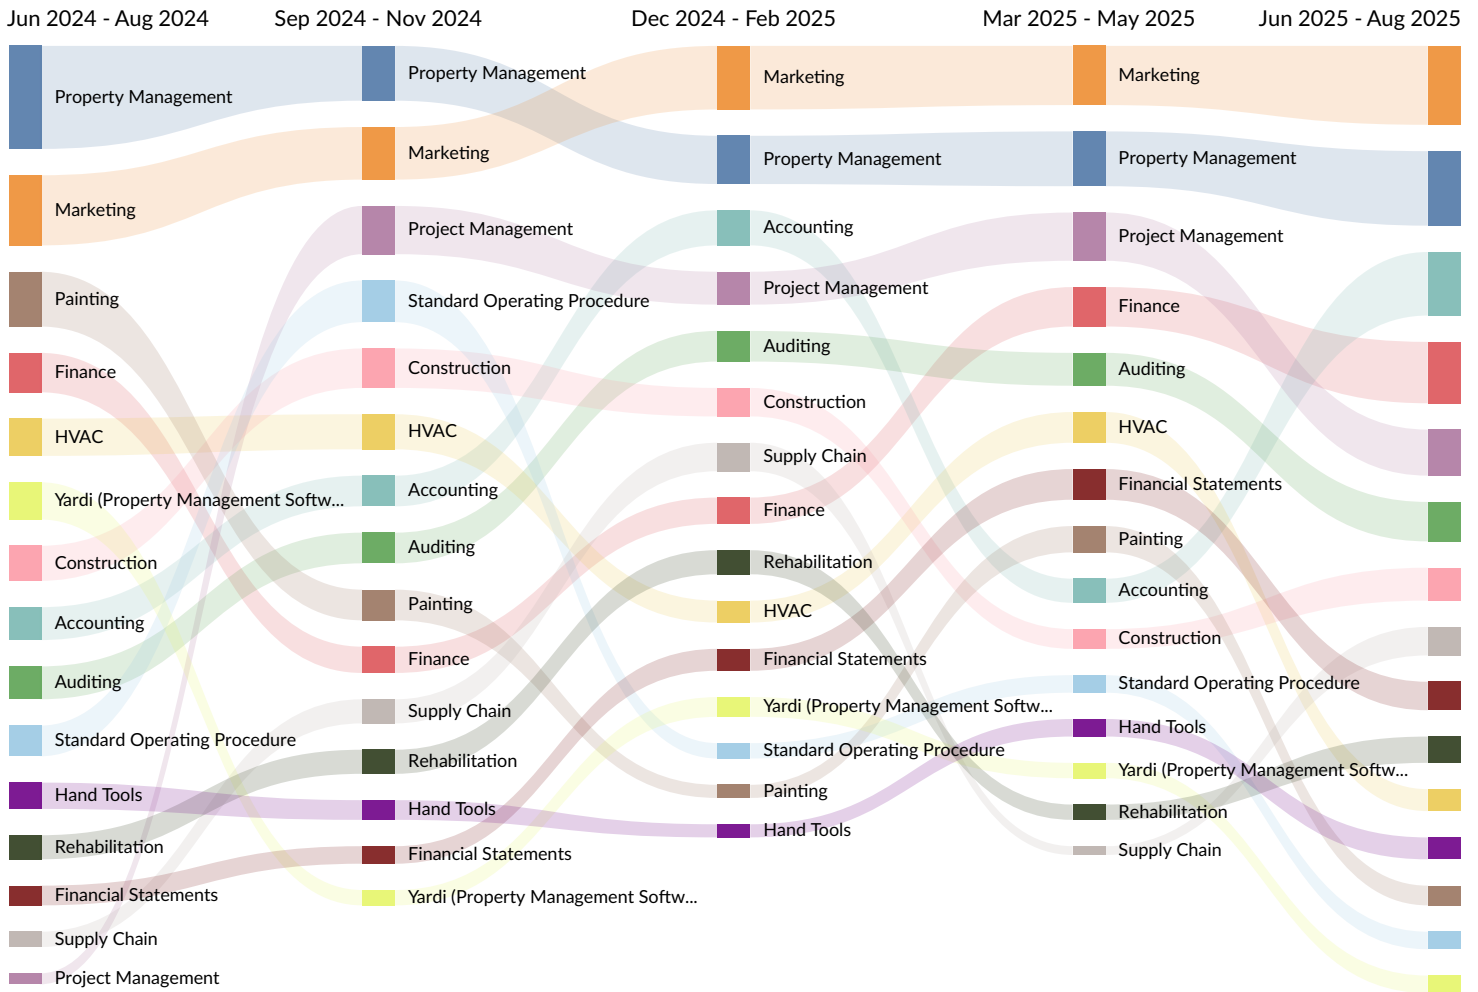 Jun 2024 - Aug 2024
Sep 2024 - Nov 2024
Dec 2024 - Feb 2025
Mar 2025 - May 2025
Jun 2025 - Aug 2025
Property Management
Marketing
Painting
Finance
HVAC
Yardi (Property Management Softw...
Construction
Accounting
Auditing
Standard Operating Procedure
Hand Tools
Rehabilitation
Financial Statements
Supply Chain
Project Management
Property Management
Marketing
Project Management
Standard Operating Procedure
Construction
HVAC
Accounting
Auditing
Painting
Finance
Supply Chain
Rehabilitation
Hand Tools
Financial Statements
Yardi (Property Management Softw...
Marketing
Property Management
Accounting
Project Management
Auditing
Construction
Supply Chain
Finance
Rehabilitation
HVAC
Financial Statements
Yardi (Property Management Softw...
Standard Operating Procedure
Painting
Hand Tools
Marketing
Property Management
Project Management
Finance
Auditing
HVAC
Financial Statements
Painting
Accounting
Construction
Standard Operating Procedure
Hand Tools
Yardi (Property Management Softw...
Rehabilitation
Supply Chain